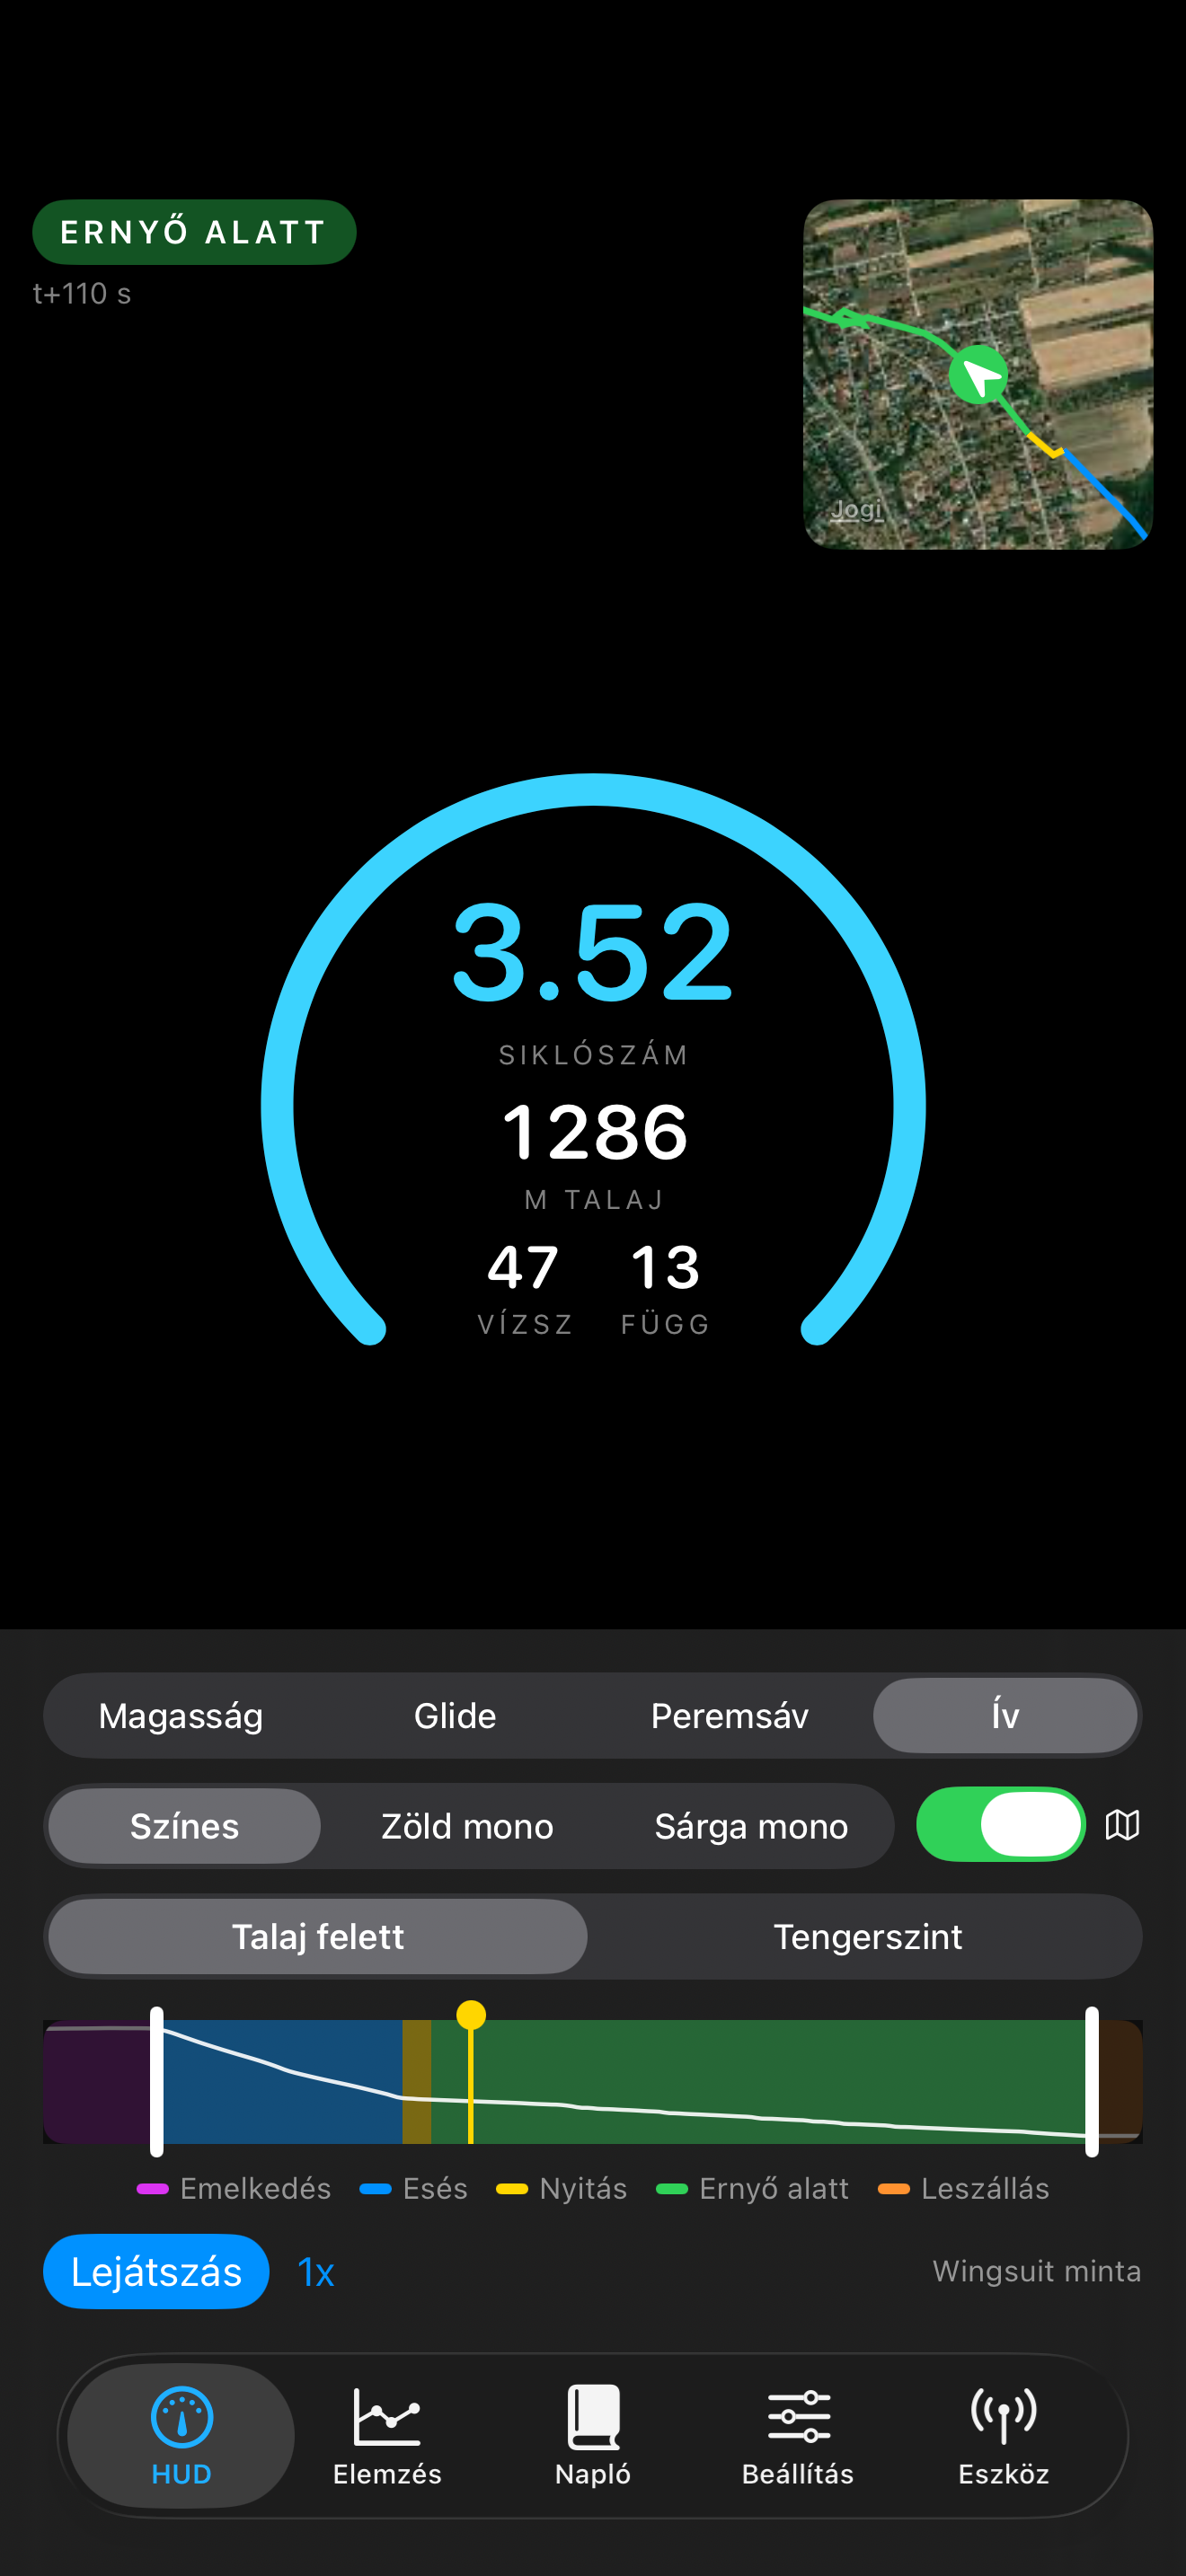 ERNYŐ ALATT
t+110 s
Jogi
3.52
SIKLÓSZÁM
1286
M TALAJ
47 13
VÍZSZ FÜGG
Magasság Glide Peremsáv Ív
Színes Zöld mono Sárga mono
Talaj felett Tengerszint
Emelkedés Esés Nyitás Ernyő alatt Leszállás
Lejátszás 1x Wingsuit minta
HUD Elemzés Napló Beállítás Eszköz